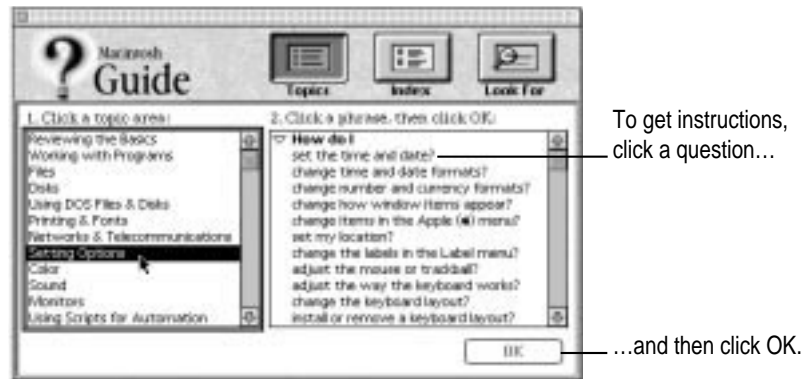 Macintosh
Guide
Topics
Index
Look For
1. Click a topic area:
Reviewing the Basics
Working with Programs
Files
Disks
Using DOS Files & Disks
Printing & Fonts
Networks & Telecommunications
Setting Options
Color
Sound
Monitors
Using Scripts for Automation
2. Click a phrase, then click OK:
How do I
set the time and date?
change time and date formats?
change number and currency formats?
change how window items appear?
change items in the Apple () menu?
set my location?
change the labels in the Label menu?
adjust the mouse or trackball?
adjust the way the keyboard works?
change the keyboard layout?
install or remove a keyboard layout?
OK
To get instructions,
click a question…
…and then click OK.